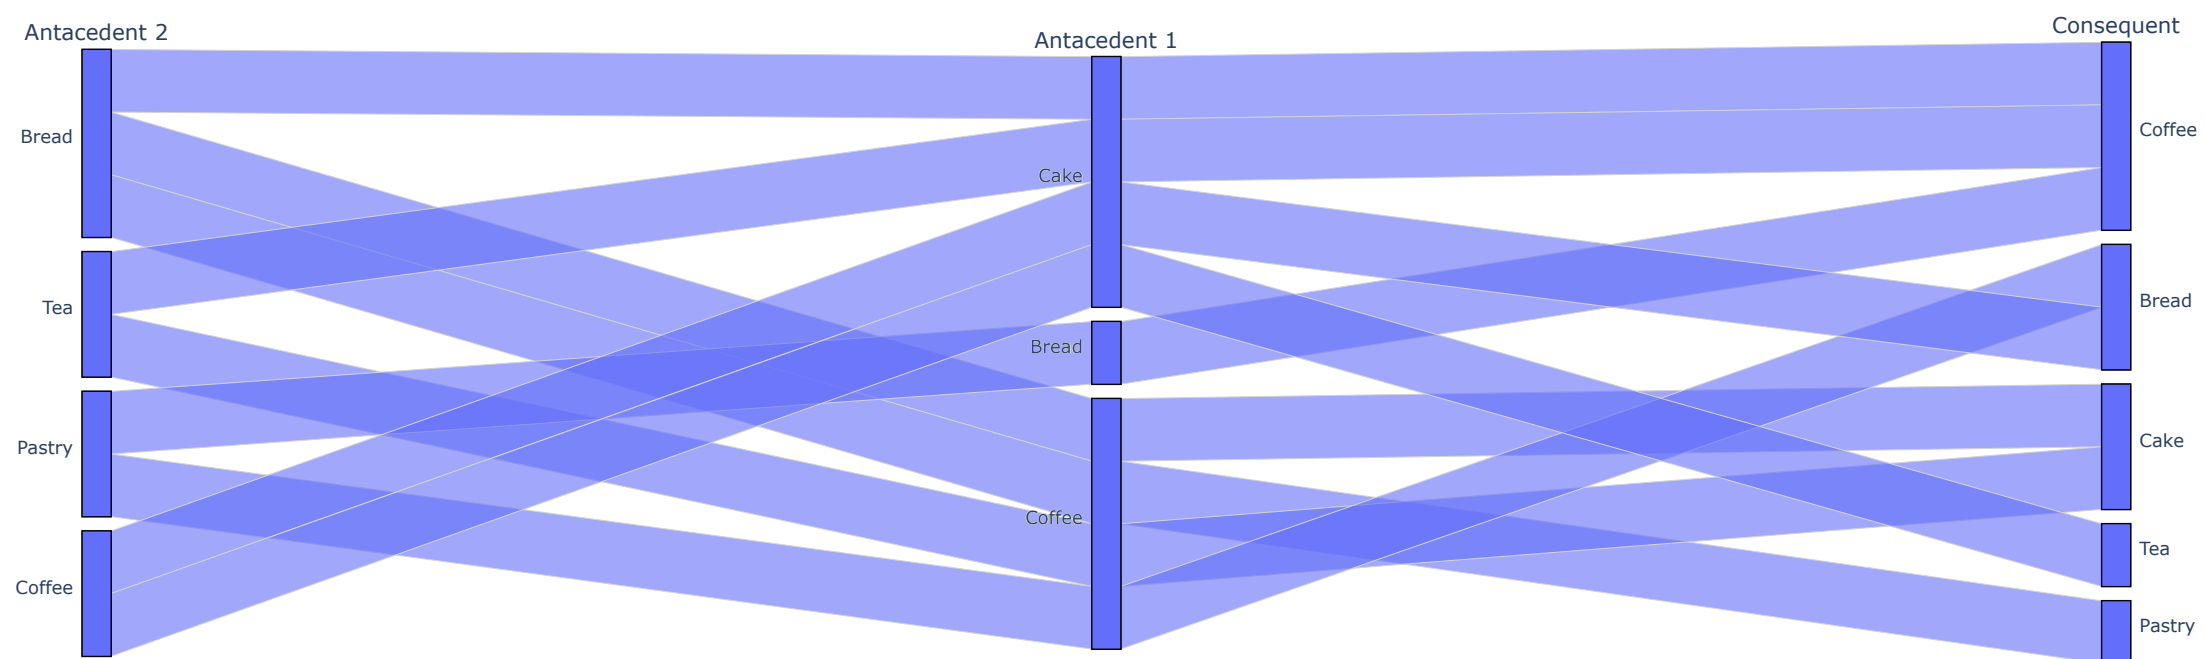 Antacedent 2
Bread
Tea
Pastry
Coffee
Antacedent 1
Cake
Bread
Coffee
Consequent
Coffee
Bread
Cake
Tea
Pastry